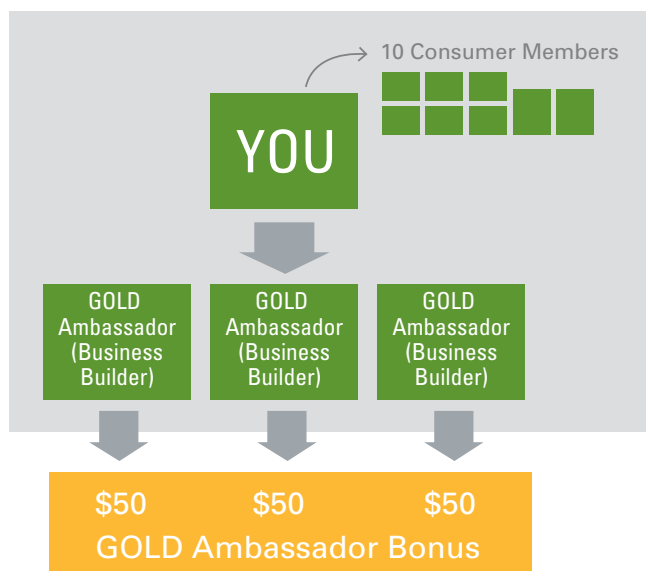 10 Consumer Members
YOU
GOLD
Ambassador
(Business
Builder)
GOLD
Ambassador
(Business
Builder)
GOLD
Ambassador
(Business
Builder)
$50 $50 $50
GOLD Ambassador Bonus